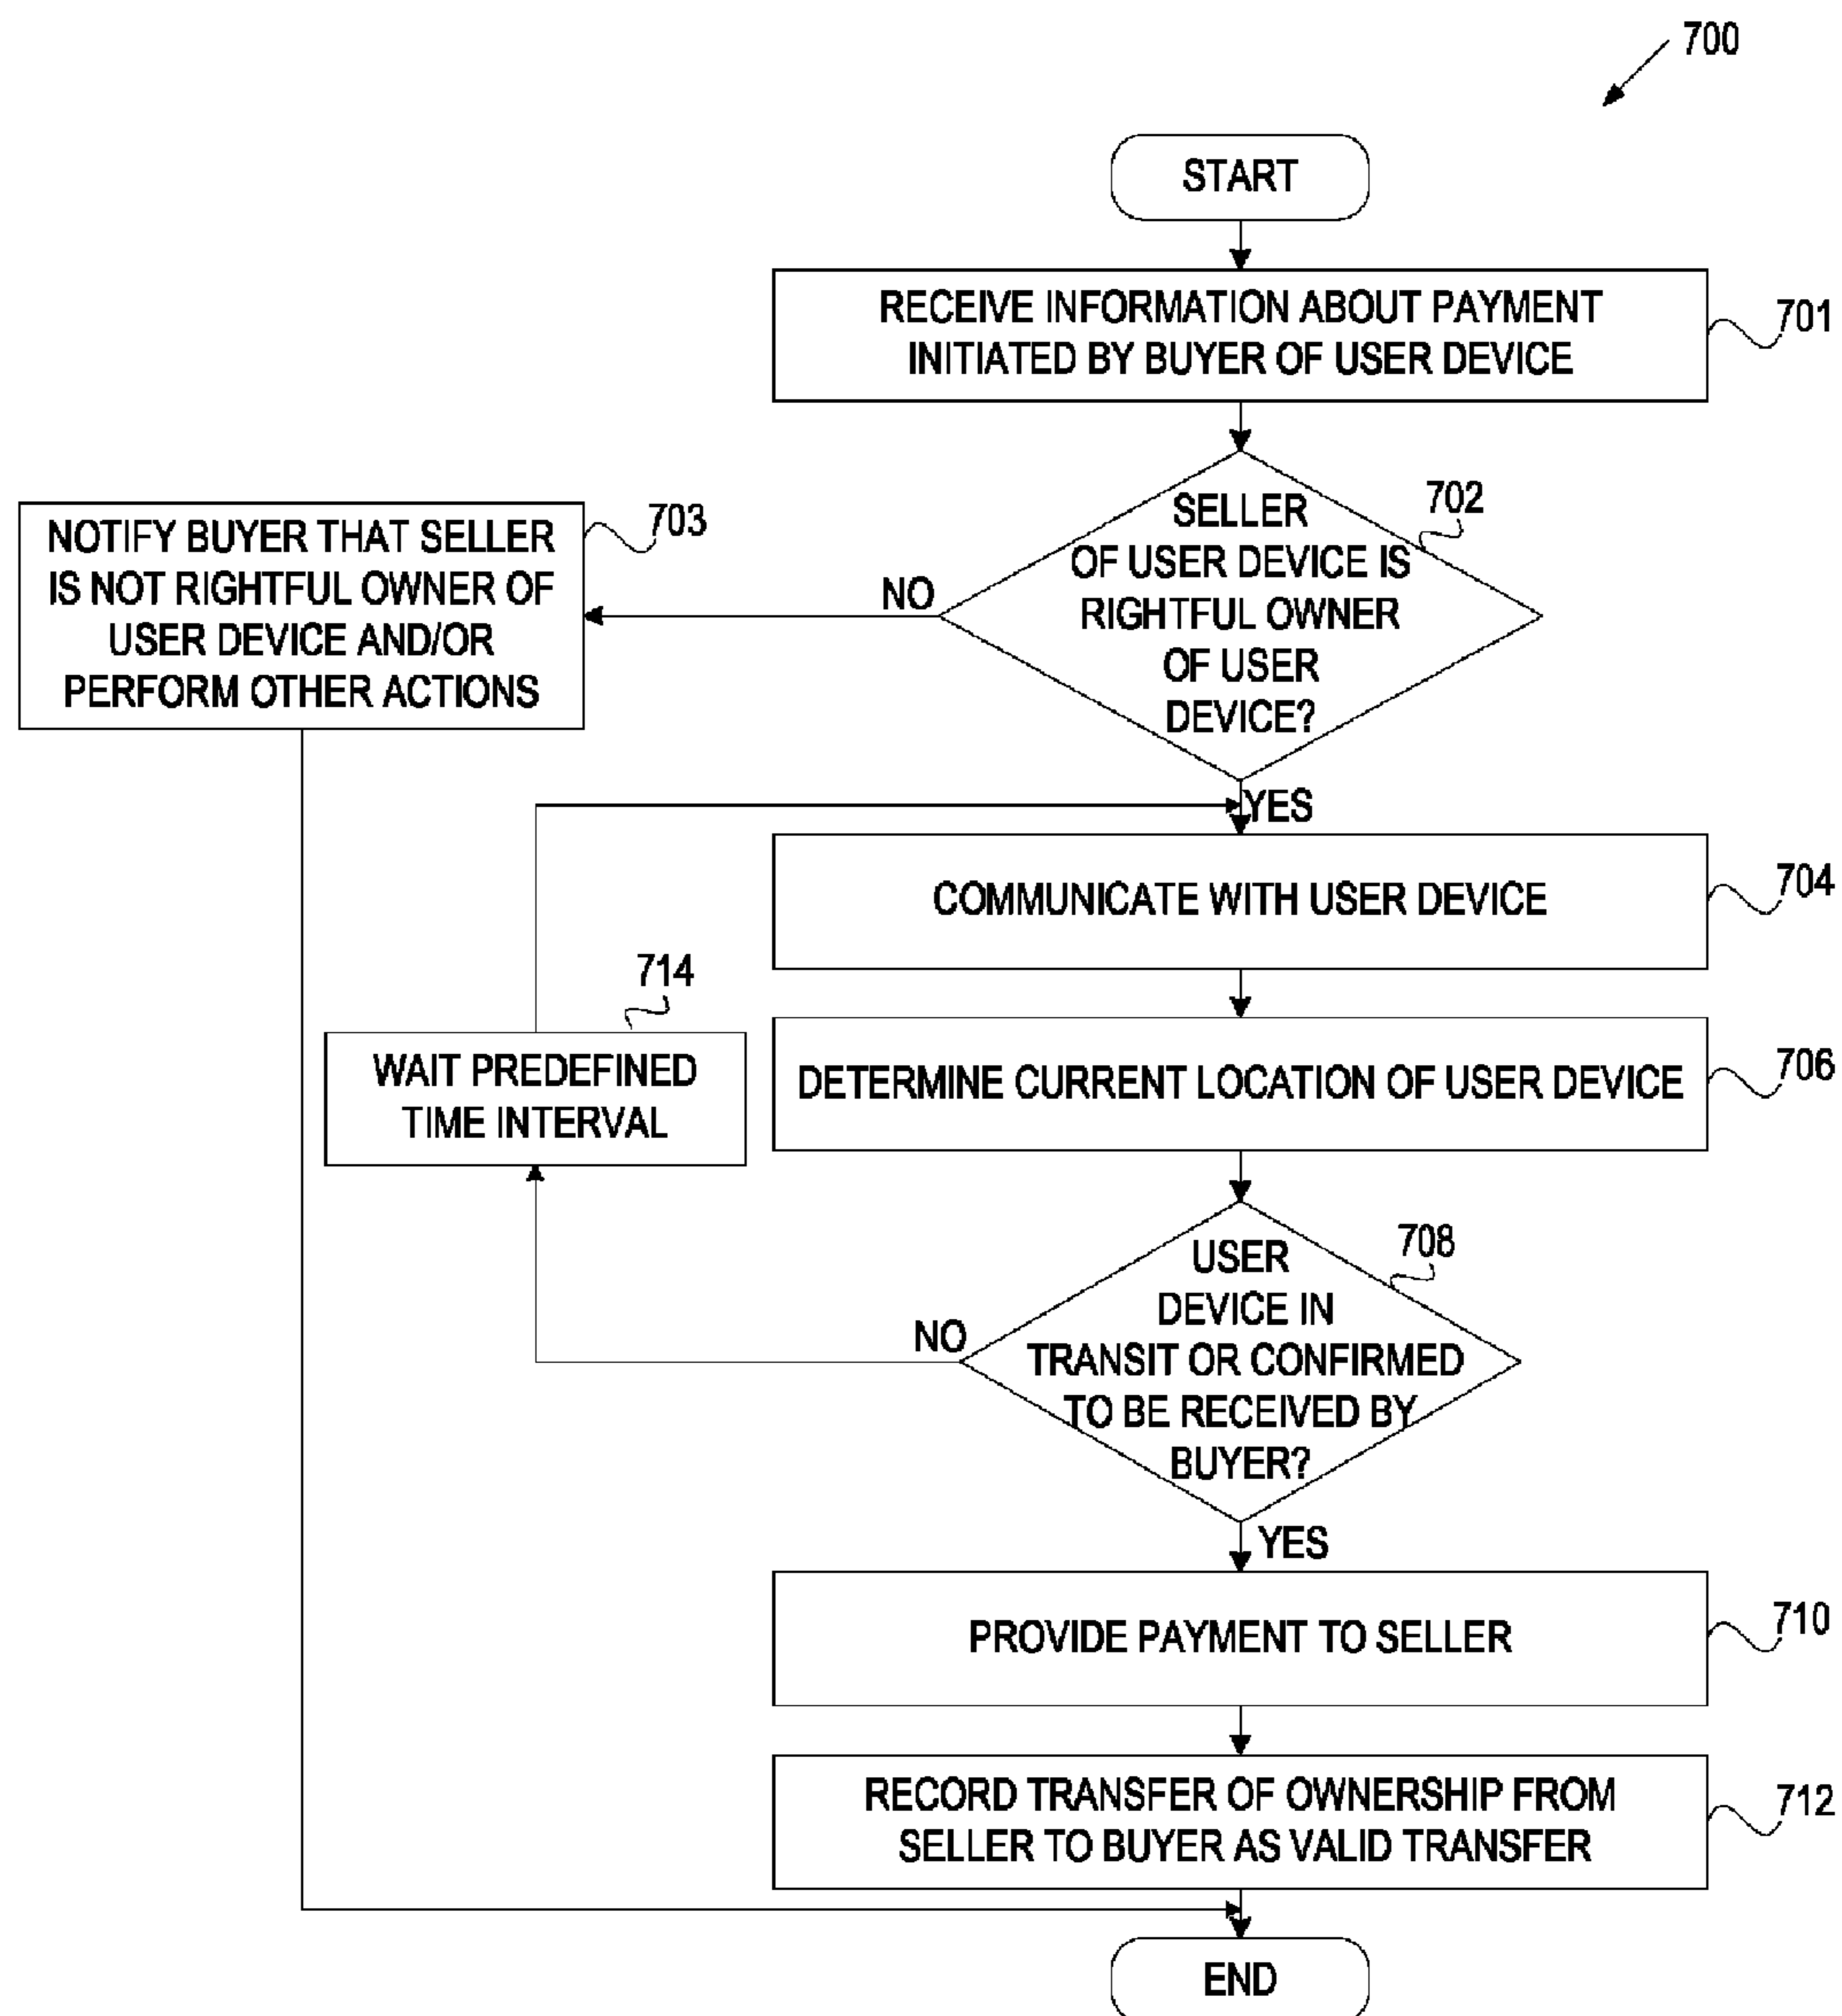 700
START
RECEIVE INFORMATION ABOUT PAYMENT
INITIATED BY BUYER OF USER DEVICE
701
SELLER
OF USER DEVICE IS
RIGHTFUL OWNER
OF USER
DEVICE?
702
NO
NOTIFY BUYER THAT SELLER
IS NOT RIGHTFUL OWNER OF
USER DEVICE AND/OR
PERFORM OTHER ACTIONS
703
YES
COMMUNICATE WITH USER DEVICE
704
714
WAIT PREDEFINED
TIME INTERVAL
DETERMINE CURRENT LOCATION OF USER DEVICE
706
USER
DEVICE IN
TRANSIT OR CONFIRMED
TO BE RECEIVED BY
BUYER?
708
NO
YES
PROVIDE PAYMENT TO SELLER
710
RECORD TRANSFER OF OWNERSHIP FROM
SELLER TO BUYER AS VALID TRANSFER
712
END